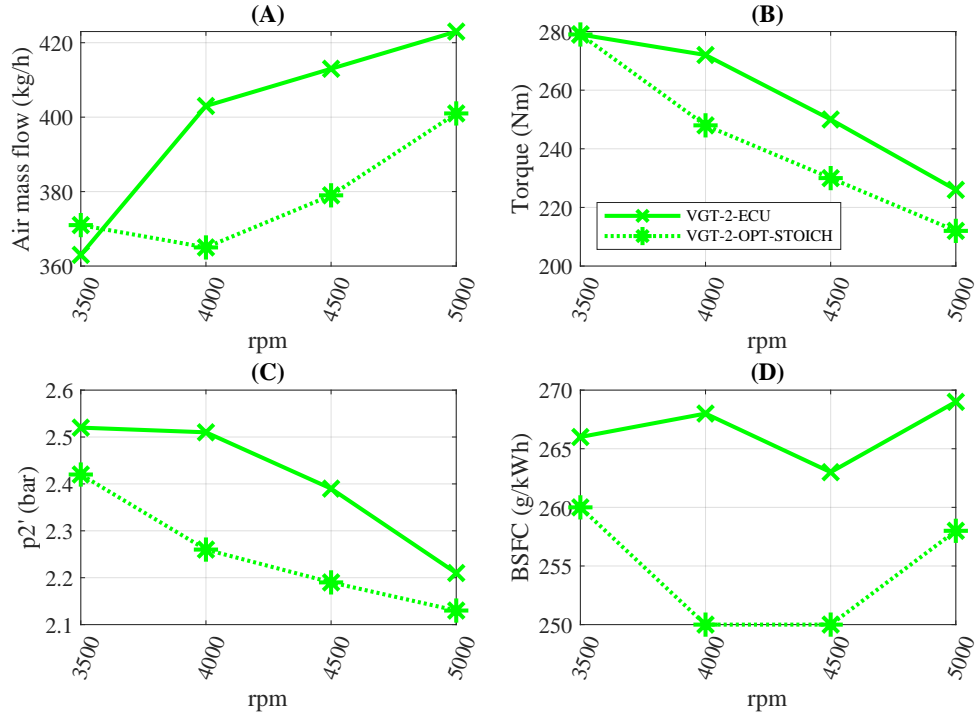 (A)
Air mass flow (kg/h)
420
400
380
360
3500
4000
4500
5000
rpm
(B)
Torque (Nm)
280
260
240
220
200
VGT-2-ECU
VGT-2-OPT-STOICH
3500
4000
4500
5000
rpm
(C)
p2' (bar)
2.6
2.5
2.4
2.3
2.2
2.1
3500
4000
4500
5000
rpm
(D)
BSFC (g/kWh)
270
265
260
255
250
3500
4000
4500
5000
rpm